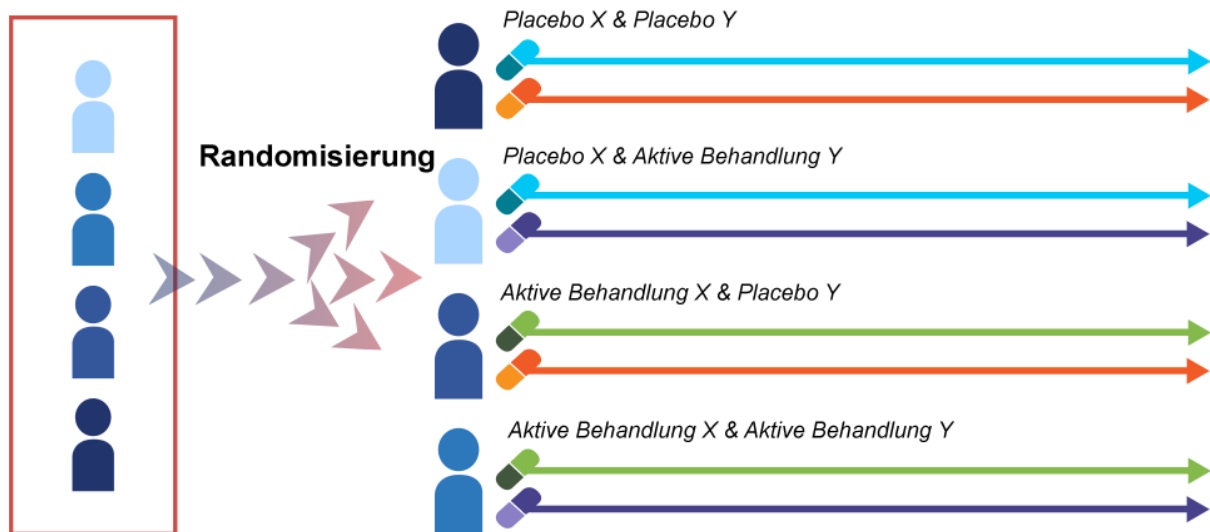 Placebo X & Placebo Y
Randomisierung
Placebo X & Aktive Behandlung Y
Aktive Behandlung X & Placebo Y
Aktive Behandlung X & Aktive Behandlung Y